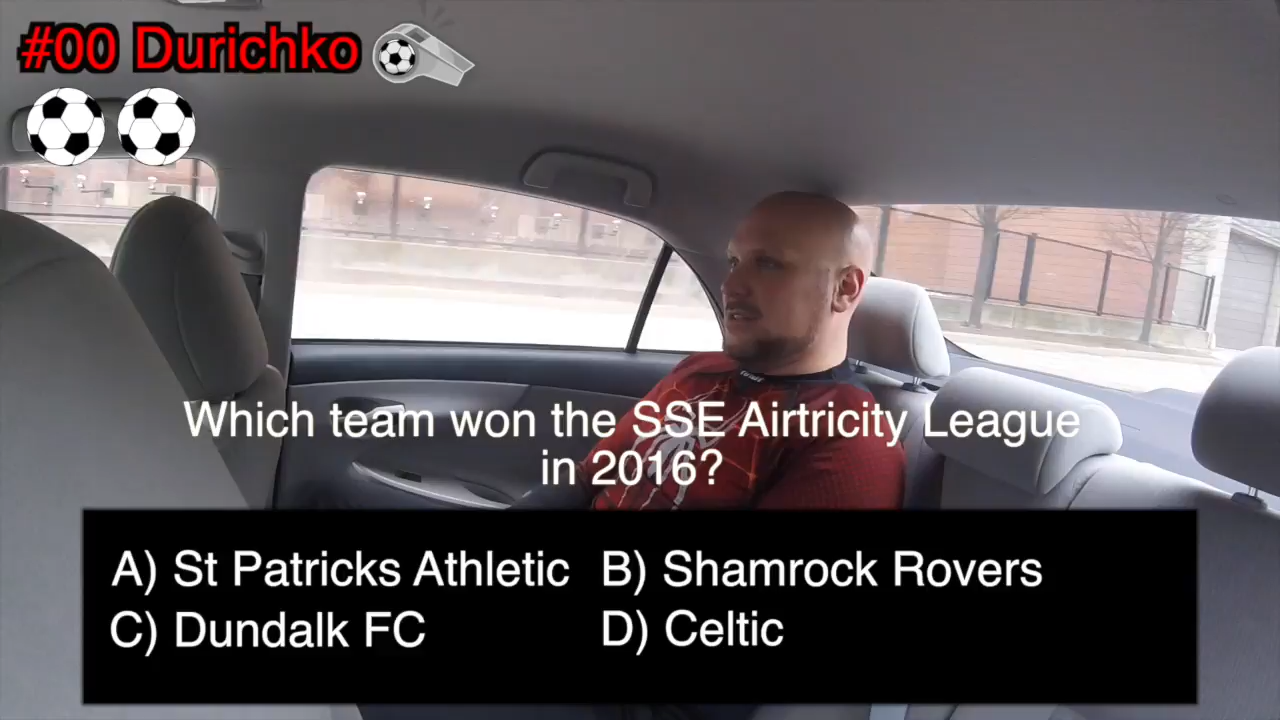 #00 Durichko
Which team won the SSE Airtricity League
in 2016?
A) St Patricks Athletic B) Shamrock Rovers
C) Dundalk FC D) Celtic